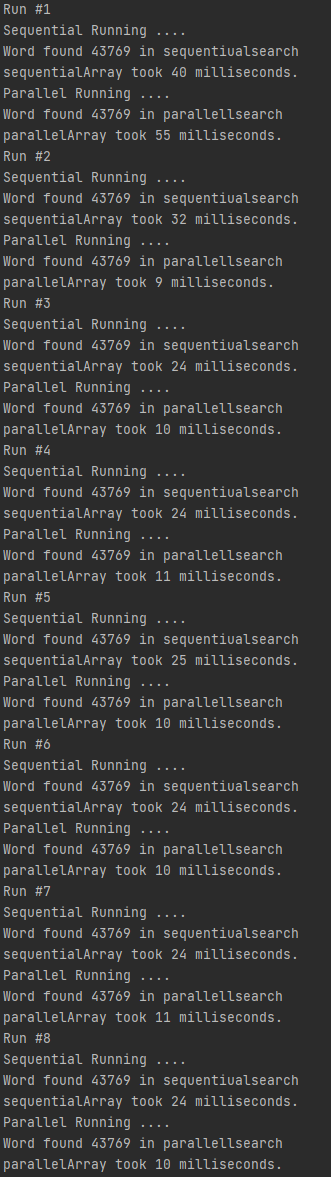 Run #1
Sequential Running ....
Word found 43769 in sequentiualsearch
sequentialArray took 40 milliseconds.
Parallel Running ....
Word found 43769 in parallellsearch
parallelArray took 55 milliseconds.
Run #2
Sequential Running ....
Word found 43769 in sequentiualsearch
sequentialArray took 32 milliseconds.
Parallel Running ....
Word found 43769 in parallellsearch
parallelArray took 9 milliseconds.
Run #3
Sequential Running ....
Word found 43769 in sequentiualsearch
sequentialArray took 24 milliseconds.
Parallel Running ....
Word found 43769 in parallellsearch
parallelArray took 10 milliseconds.
Run #4
Sequential Running ....
Word found 43769 in sequentiualsearch
sequentialArray took 24 milliseconds.
Parallel Running ....
Word found 43769 in parallellsearch
parallelArray took 11 milliseconds.
Run #5
Sequential Running ....
Word found 43769 in sequentiualsearch
sequentialArray took 25 milliseconds.
Parallel Running ....
Word found 43769 in parallellsearch
parallelArray took 10 milliseconds.
Run #6
Sequential Running ....
Word found 43769 in sequentiualsearch
sequentialArray took 24 milliseconds.
Parallel Running ....
Word found 43769 in parallellsearch
parallelArray took 10 milliseconds.
Run #7
Sequential Running ....
Word found 43769 in sequentiualsearch
sequentialArray took 24 milliseconds.
Parallel Running ....
Word found 43769 in parallellsearch
parallelArray took 11 milliseconds.
Run #8
Sequential Running ....
Word found 43769 in sequentiualsearch
sequentialArray took 24 milliseconds.
Parallel Running ....
Word found 43769 in parallellsearch
parallelArray took 10 milliseconds.